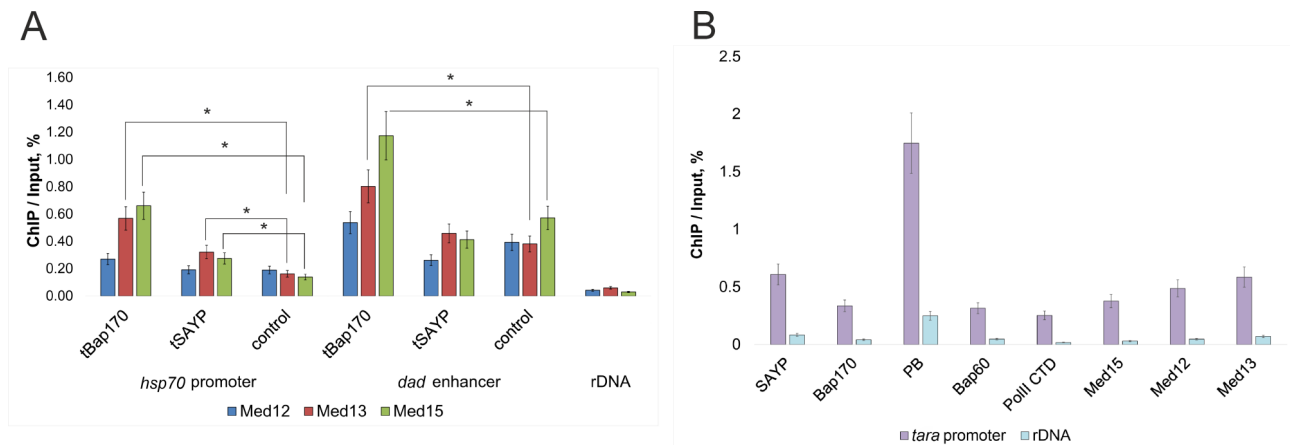 A
ChIP / Input, %
1.60
1.40
1.20
1.00
0.80
0.60
0.40
0.20
0.00
* * * * * *
tBap170 tSAYP control tBap170 tSAYP control
hsp70 promoter dad enhancer rDNA
Med12 Med13 Med15
B
ChIP / Input, %
2.5
2
1.5
1
0.5
0
SAYP Bap170 PB Bap60 PolII CTD Med15 Med12 Med13
tara promoter rDNA